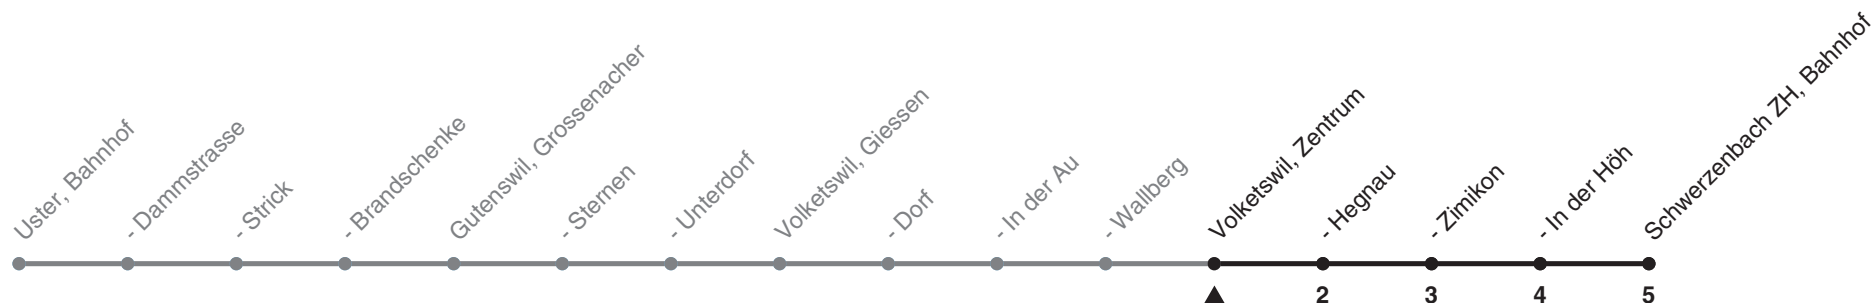 Uster, Bahnhof
- Dammstrasse
- Strick
- Brandschenke
Gutenswil, Grossenacher
- Sternen
- Unterdorf
Volketswil, Giessen
- Dorf
- In der Au
- Wallberg
Volketswil, Zentrum
- Hegnau
- Zimikon
- In der Höh
Schwerzenbach ZH, Bahnhof
2 3 4 5